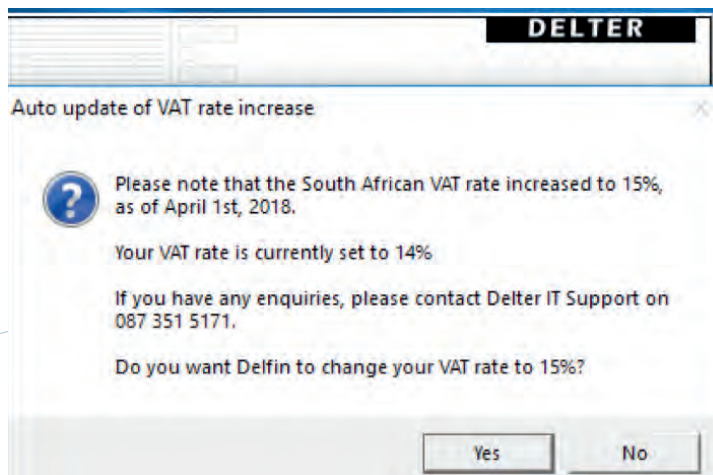 DELTER
Auto update of VAT rate increase
Please note that the South African VAT rate increased to 15%,
as of April 1st, 2018.
Your VAT rate is currently set to 14%
If you have any enquiries, please contact Delter IT Support on
087 351 5171.
Do you want Delfin to change your VAT rate to 15%?
Yes
No